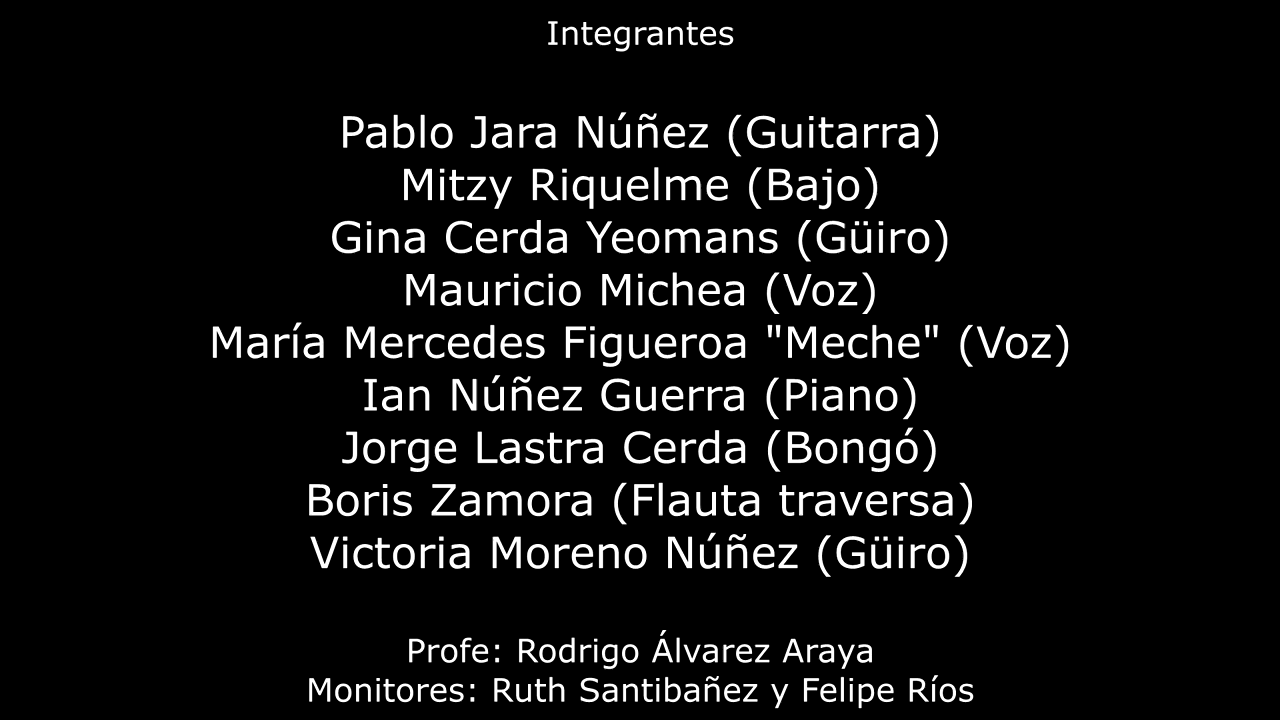 Integrantes
Pablo Jara Núñez (Guitarra)
Mitzy Riquelme (Bajo)
Gina Cerda Yeomans (Güiro)
Mauricio Michea (Voz)
María Mercedes Figueroa "Meche" (Voz)
Ian Núñez Guerra (Piano)
Jorge Lastra Cerda (Bongó)
Boris Zamora (Flauta traversa)
Victoria Moreno Núñez (Güiro)
Profe: Rodrigo Álvarez Araya
Monitores: Ruth Santibañez y Felipe Ríos